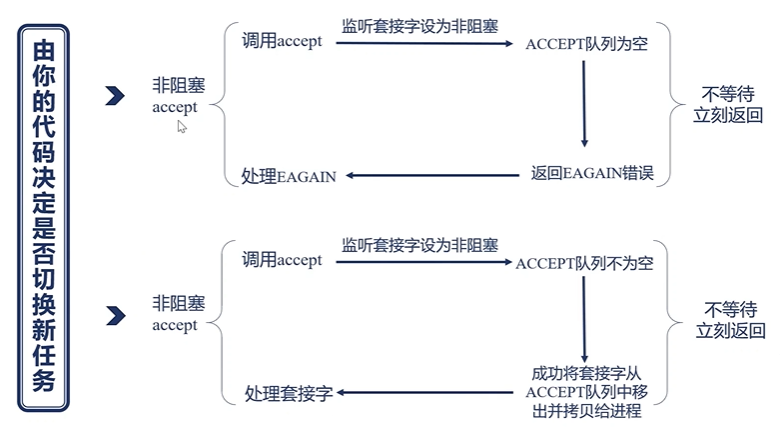 由你的代码决定是否切换新任务
非阻塞
accept
调用accept
监听套接字设为非阻塞
ACCEPT队列为空
返回EAGAIN错误
处理EAGAIN
不等待
立刻返回
非阻塞
accept
调用accept
监听套接字设为非阻塞
ACCEPT队列不为空
成功将套接字从
ACCEPT队列中移
出并拷贝给进程
处理套接字
不等待
立刻返回